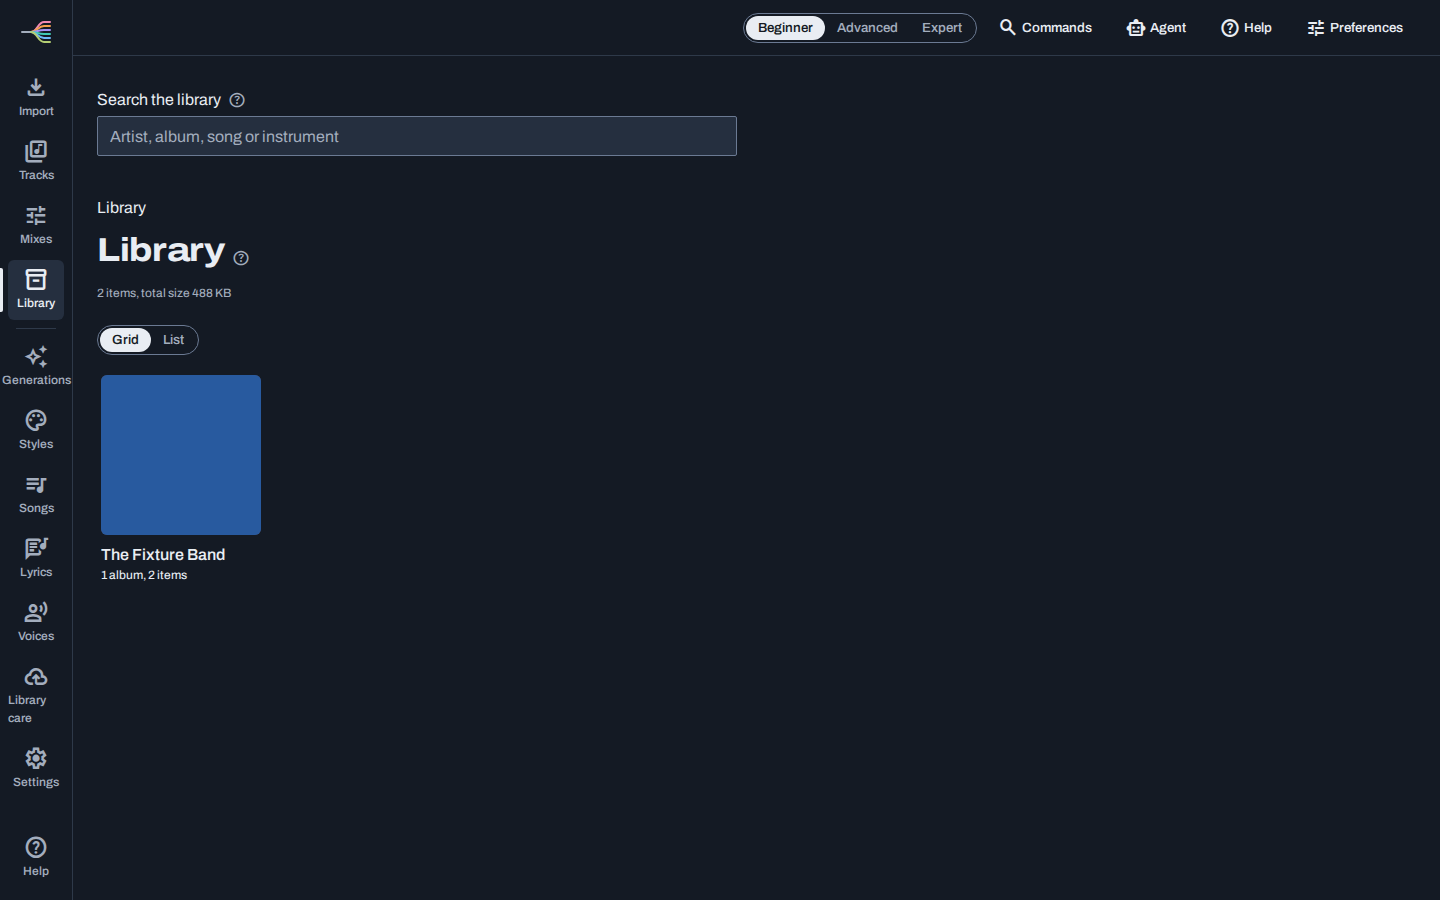 Beginner
Advanced
Expert
Commands
Agent
Help
Preferences
Import
Tracks
Mixes
Library
Generations
Styles
Songs
Lyrics
Voices
Library
care
Settings
Help
Search the library
Artist, album, song or instrument
Library
Library
2 items, total size 488 KB
Grid
List
The Fixture Band
1 album, 2 items